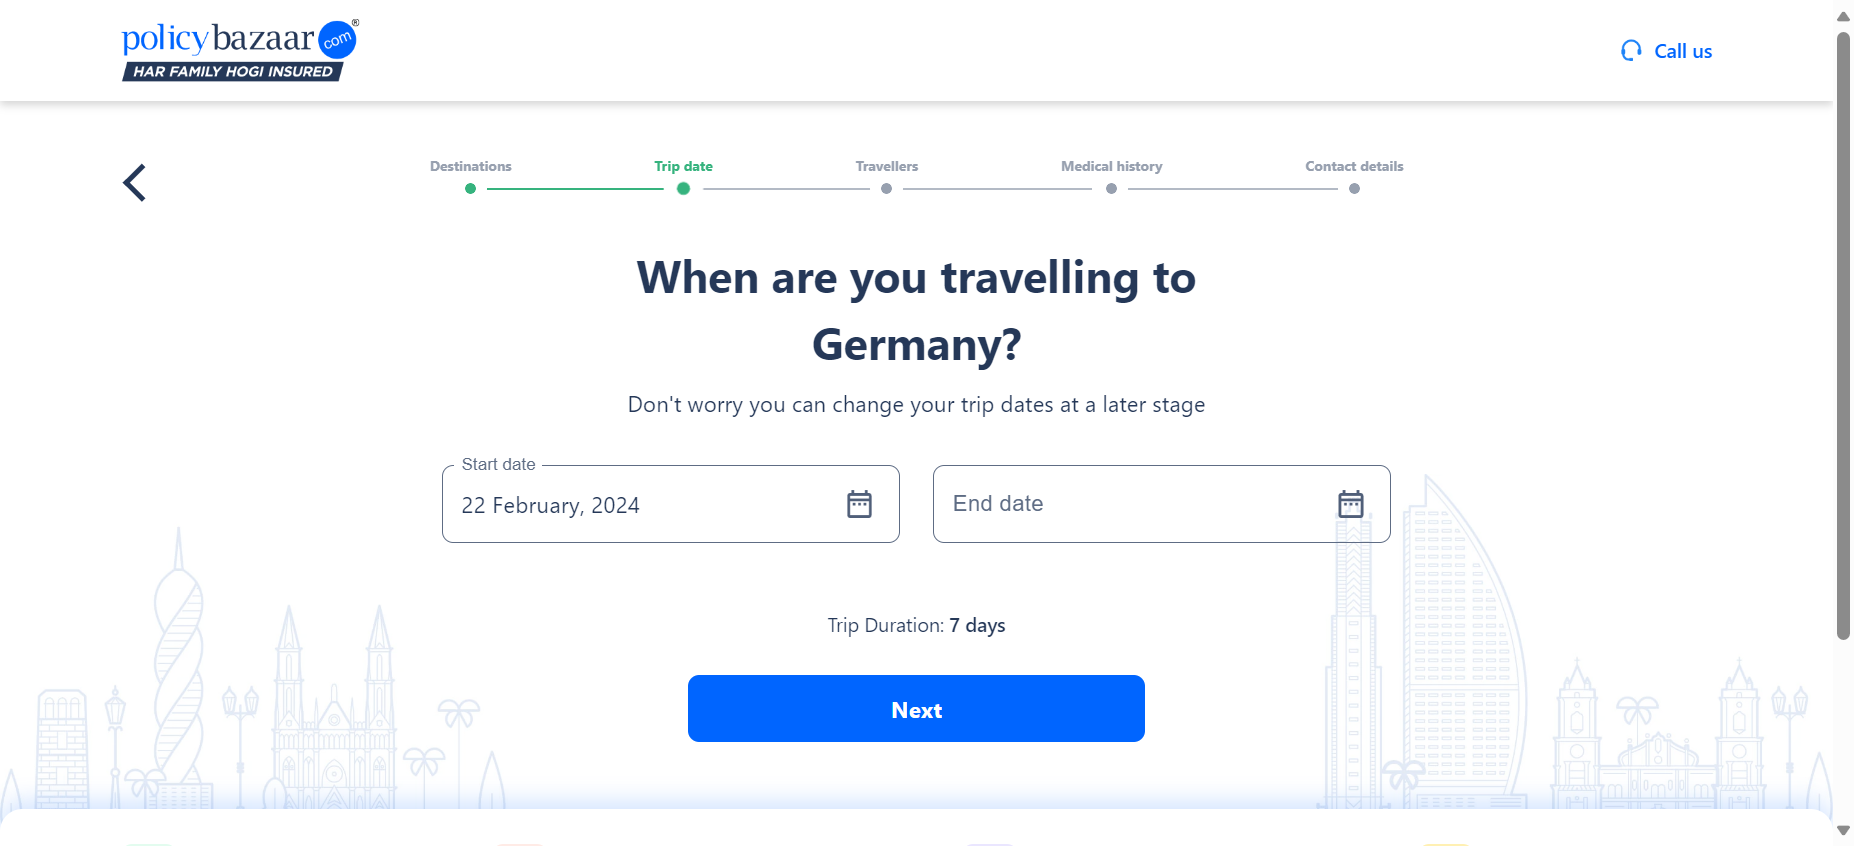 policybazaar com ®
HAR FAMILY HOGI INSURED
Call us
Destinations
Trip date
Travellers
Medical history
Contact details
When are you travelling to
Germany?
Don't worry you can change your trip dates at a later stage
Start date
22 February, 2024
End date
Trip Duration: 7 days
Next